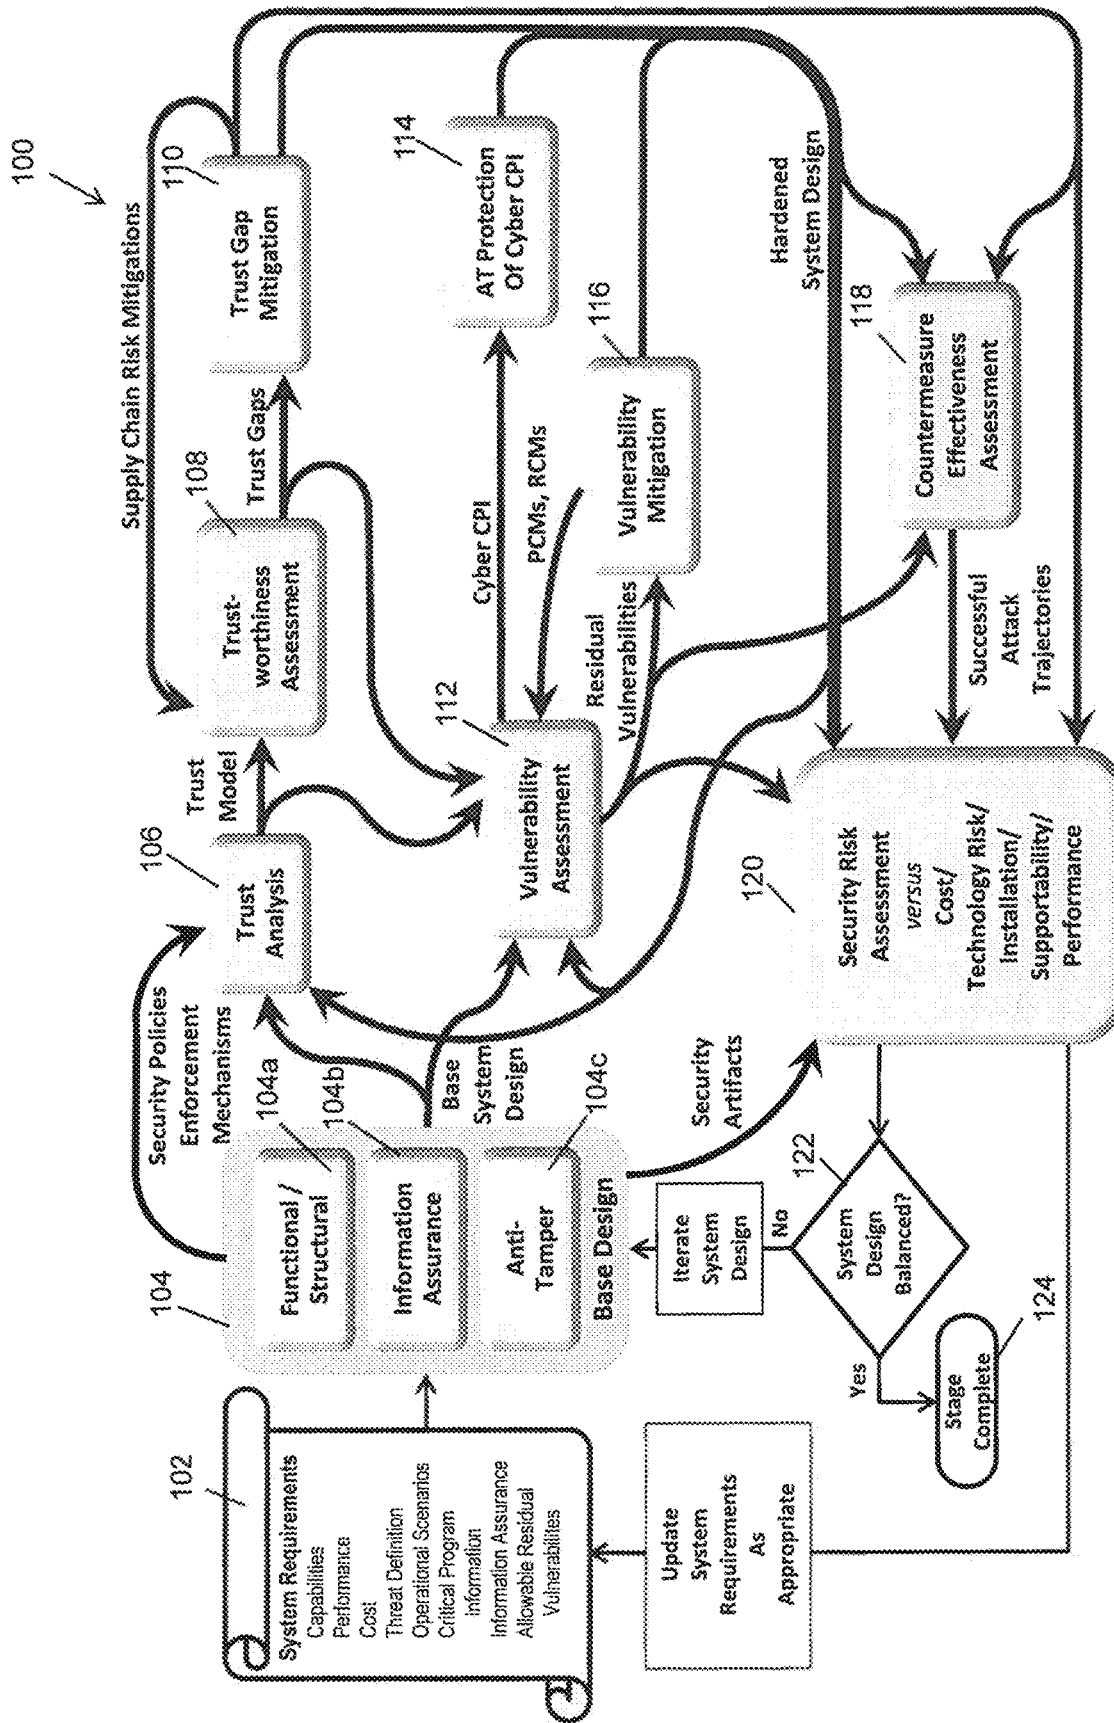 100
102
System Requirements
Capabilities
Performance
Cost
Threat Definition
Operational Scenarios
Critical Program
Information
Information Assurance
Allowable Residual
Vulnerabilites
Update
System
Requirements
As
Appropriate
104
Functional /
Structural
104a
Information
Assurance
104b
Anti-
Tamper
104c
Base Design
Security Policies
Enforcement
Mechanisms
Base
System
Design
Security
Artifacts
Iterate
System
Design
No
122
System
Design
Balanced?
Yes
Stage
Complete
124
106
Trust
Analysis
Trust
Model
108
Trust-
worthiness
Assessment
Supply Chain Risk Mitigations
Trust Gaps
110
Trust Gap
Mitigation
112
Vulnerability
Assessment
Cyber CPI
114
AT Protection
Of Cyber CPI
PCMs, RCMs
Residual
Vulnerabilities
116
Vulnerability
Mitigation
Hardened
System Design
118
Countermeasure
Effectiveness
Assessment
Successful
Attack
Trajectories
120
Security Risk
Assessment
versus
Cost/
Technology Risk/
Installation/
Supportability/
Performance